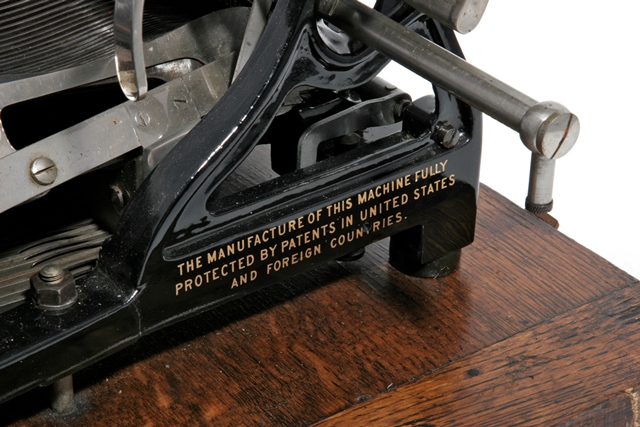 THE MANUFACTURE OF THIS MACHINE FULLY
PROTECTED BY PATENTS IN UNITED STATES
AND FOREIGN COUNTRIES.